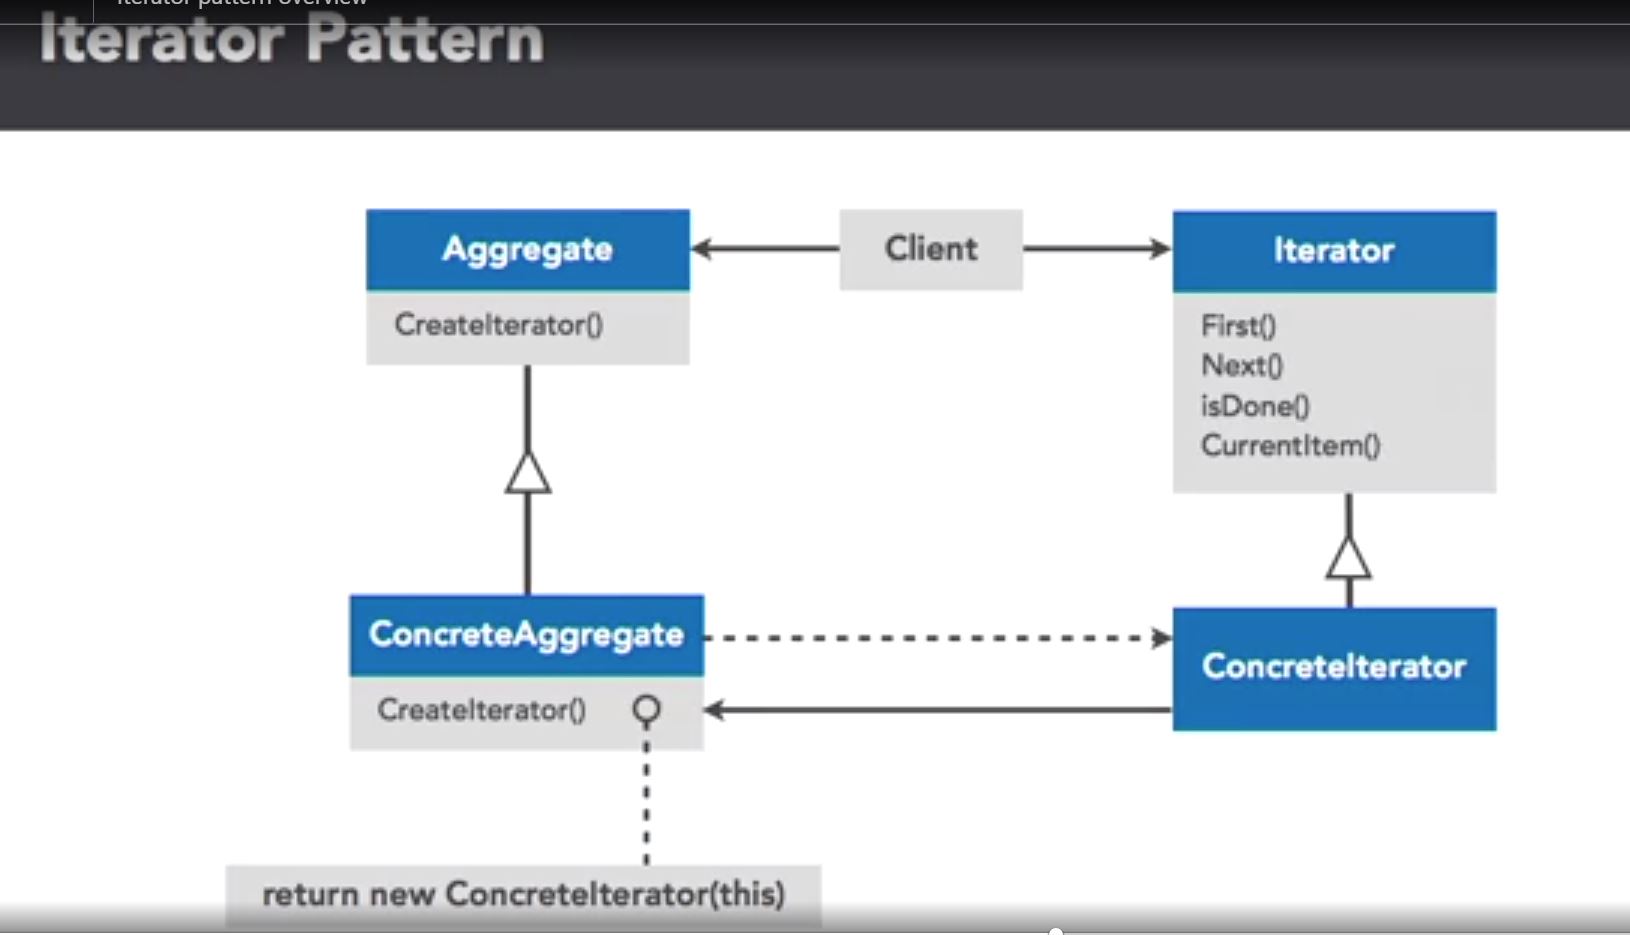 Iterator pattern overview
Iterator Pattern
Aggregate
CreateIterator()
Client
Iterator
First()
Next()
isDone()
CurrentItem()
ConcreteAggregate
CreateIterator()
ConcreteIterator
return new ConcreteIterator(this)